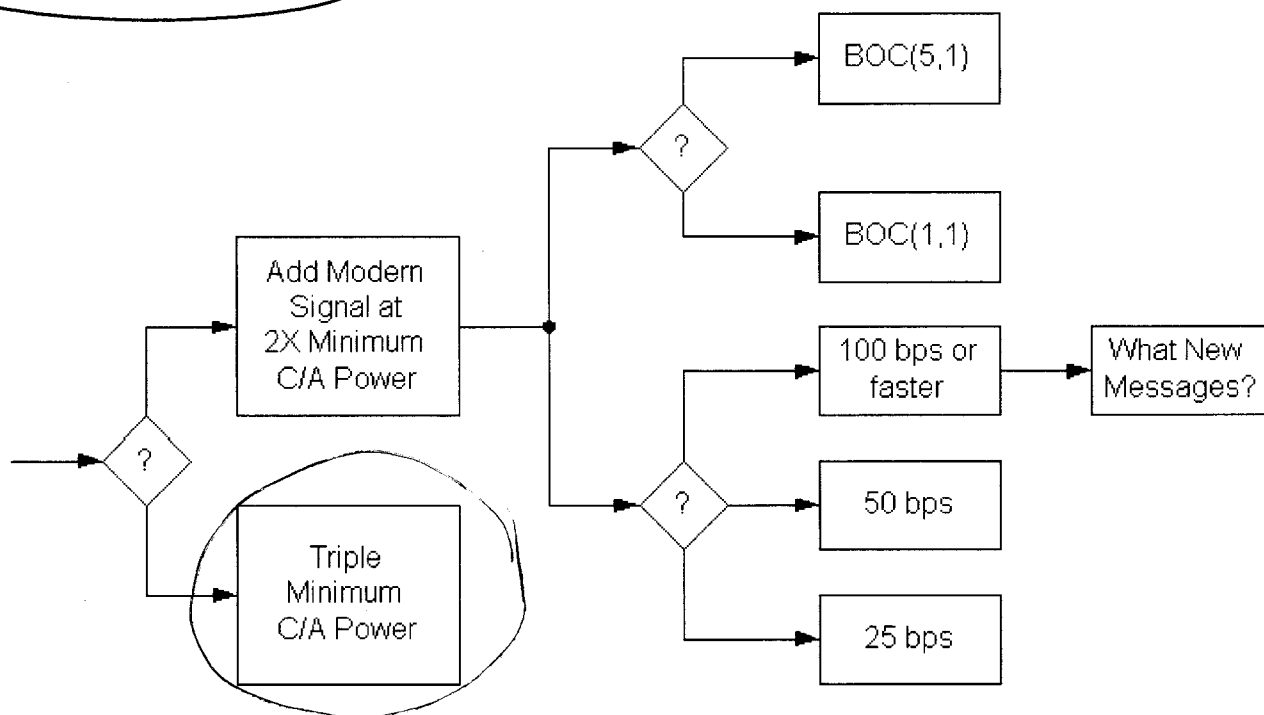 BOC(5,1)
?
BOC(1,1)
Add Modern
Signal at
2X Minimum
C/A Power
100 bps or
faster
What New
Messages?
?
?
50 bps
Triple
Minimum
C/A Power
25 bps